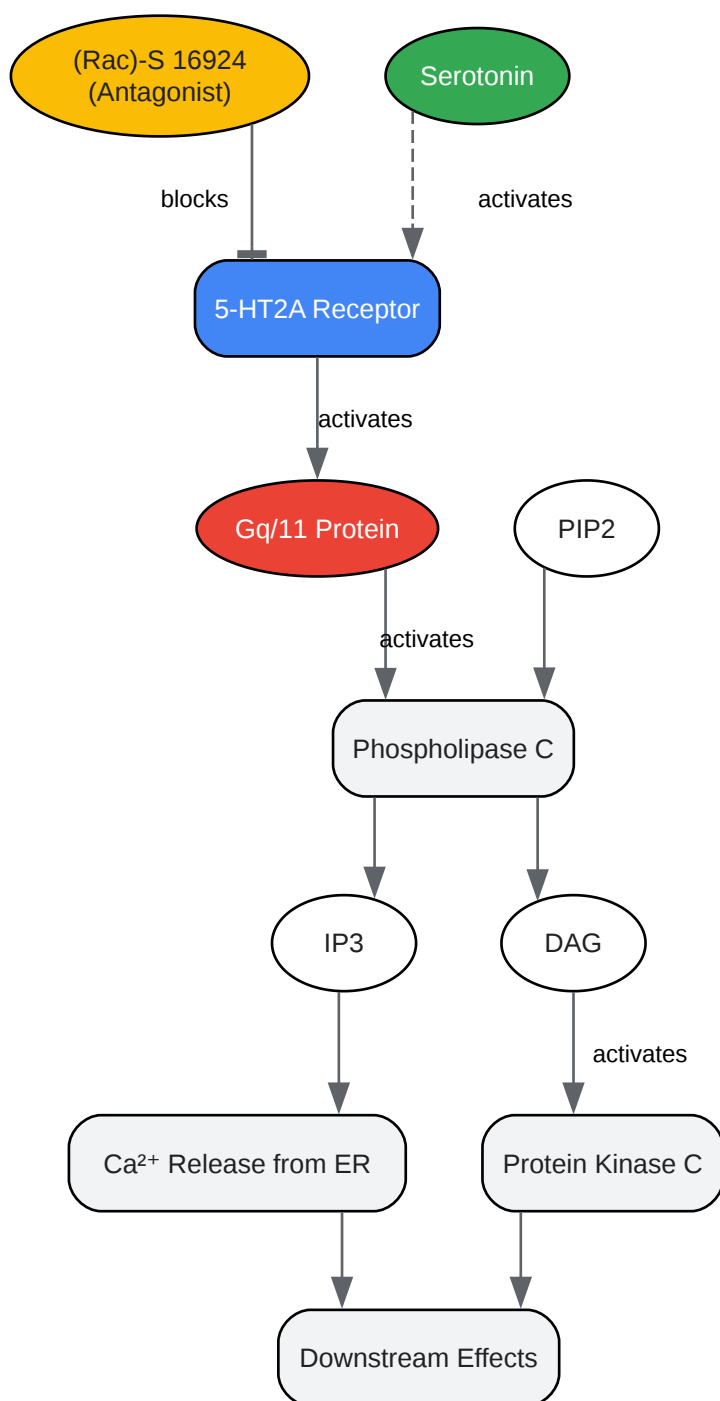 (Rac)-S 16924
(Antagonist)
Serotonin
blocks
activates
5-HT2A Receptor
activates
Gq/11 Protein
PIP2
activates
Phospholipase C
IP3
DAG
activates
Ca²⁺ Release from ER
Protein Kinase C
Downstream Effects